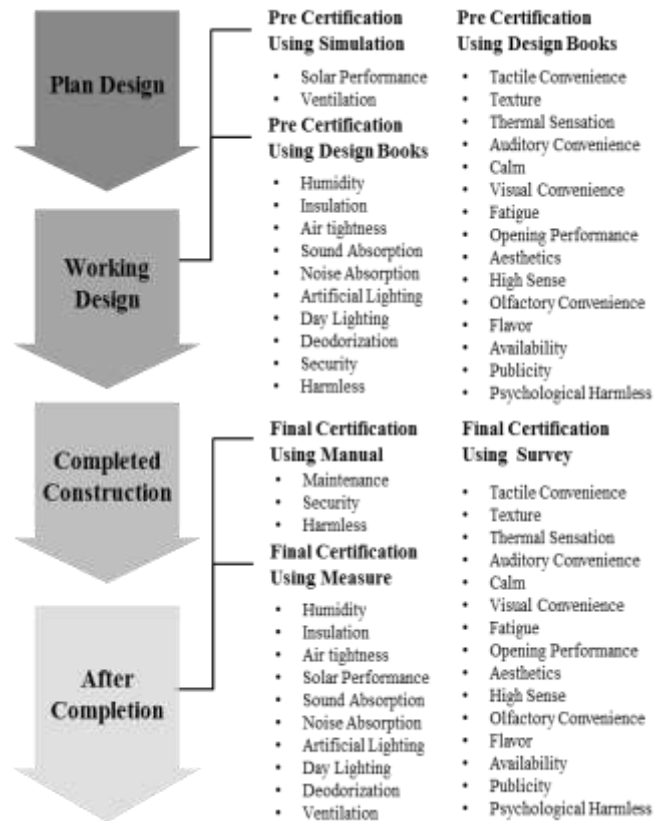 Plan Design
Working
Design
Completed
Construction
After
Completion
Pre Certification
Using Simulation
• Solar Performance
• Ventilation
Pre Certification
Using Design Books
• Humidity
• Insulation
• Air tightness
• Sound Absorption
• Noise Absorption
• Artificial Lighting
• Day Lighting
• Deodorization
• Security
• Harmless
Pre Certification
Using Design Books
• Tactile Convenience
• Texture
• Thermal Sensation
• Auditory Convenience
• Calm
• Visual Convenience
• Fatigue
• Opening Performance
• Aesthetics
• High Sense
• Olfactory Convenience
• Flavor
• Availability
• Publicity
• Psychological Harmless
Final Certification
Using Manual
• Maintenance
• Security
• Harmless
Final Certification
Using Measure
• Humidity
• Insulation
• Air tightness
• Solar Performance
• Sound Absorption
• Noise Absorption
• Artificial Lighting
• Day Lighting
• Deodorization
• Ventilation
Final Certification
Using Survey
• Tactile Convenience
• Texture
• Thermal Sensation
• Auditory Convenience
• Calm
• Visual Convenience
• Fatigue
• Opening Performance
• Aesthetics
• High Sense
• Olfactory Convenience
• Flavor
• Availability
• Publicity
• Psychological Harmless